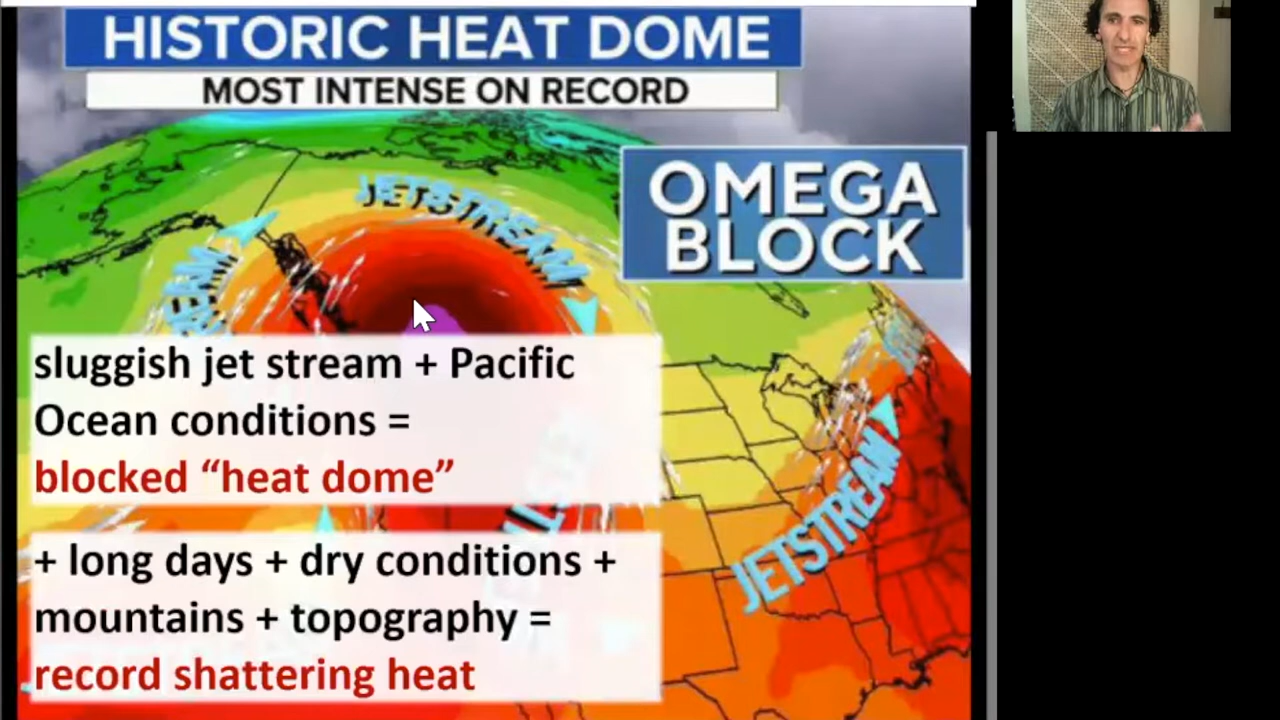 HISTORIC HEAT DOME
MOST INTENSE ON RECORD
OMEGA
BLOCK
JETSTREAM
sluggish jet stream + Pacific
Ocean conditions =
blocked “heat dome”
JETSTREAM
+ long days + dry conditions +
mountains + topography =
record shattering heat